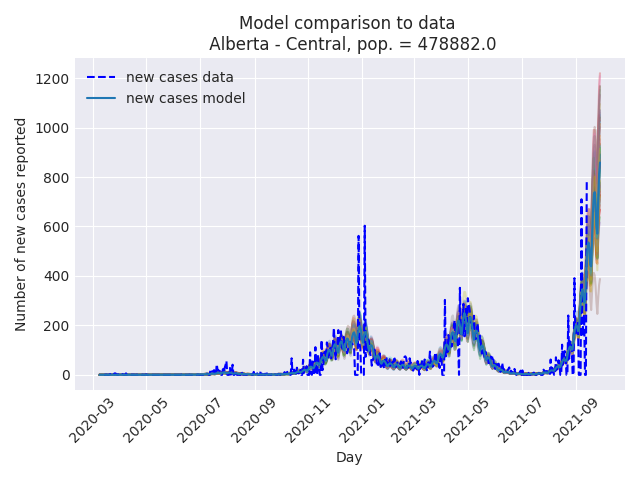 Model comparison to data
Alberta - Central, pop. = 478882.0
new cases data
new cases model
Number of new cases reported
1200
1000
800
600
400
200
0
2020-03
2020-05
2020-07
2020-09
2020-11
2021-01
2021-03
2021-05
2021-07
2021-09
Day